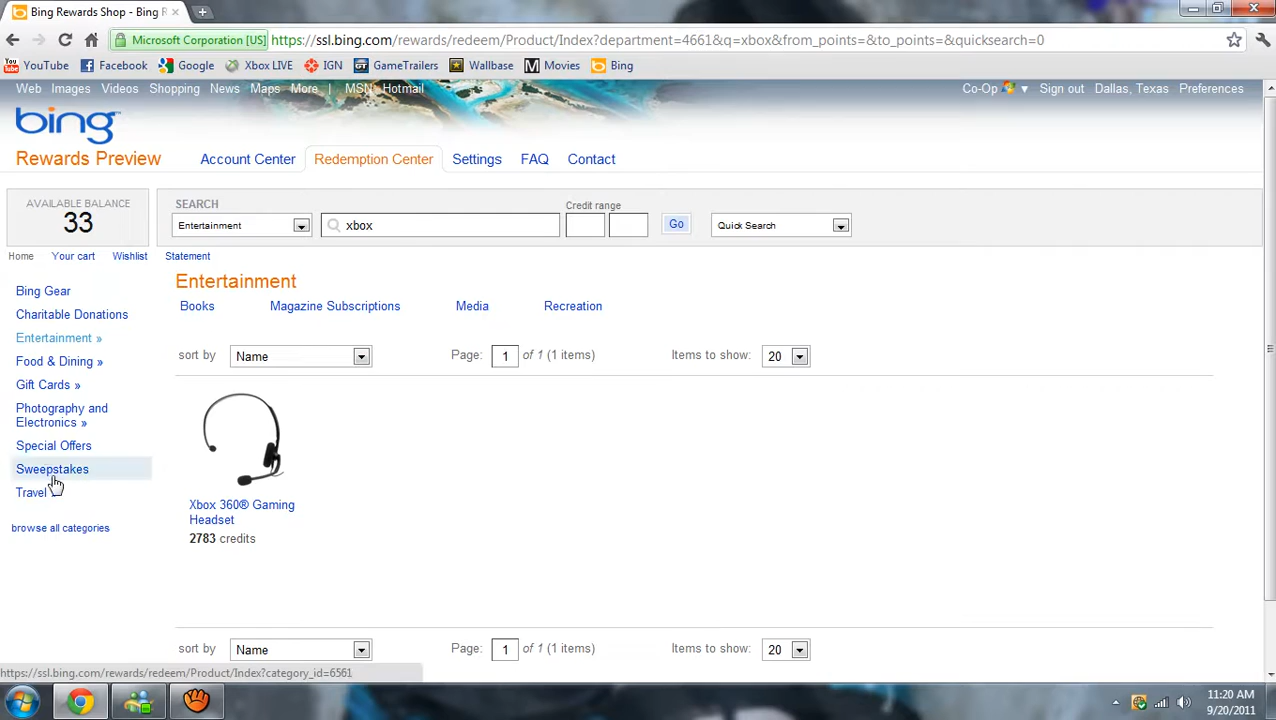 Bing Rewards Shop - Bing R
Microsoft Corporation [US] https://ssl.bing.com/rewards/redeem/Product/Index?department=4661&q=xbox&from_points=&to_points=&quicksearch=0
YouTube Facebook Google Xbox LIVE IGN GameTrailers Wallbase Movies Bing
Web Images Videos Shopping News Maps More | MSN Hotmail
Co-Op Sign out Dallas, Texas Preferences
bing
Rewards Preview
Account Center Redemption Center Settings FAQ Contact
AVAILABLE BALANCE
33
SEARCH
Credit range
Entertainment xbox Go Quick Search
Home Your cart Wishlist Statement
Bing Gear
Charitable Donations
Entertainment »
Food & Dining »
Gift Cards »
Photography and
Electronics »
Special Offers
Sweepstakes
Travel
browse all categories
Entertainment
Books Magazine Subscriptions Media Recreation
sort by Name Page: 1 of 1 (1 items) Items to show: 20
Xbox 360® Gaming
Headset
2783 credits
sort by Name Page: 1 of 1 (1 items) Items to show: 20
https://ssl.bing.com/rewards/redeem/Product/Index?category_id=6561
11:20 AM
9/20/2011